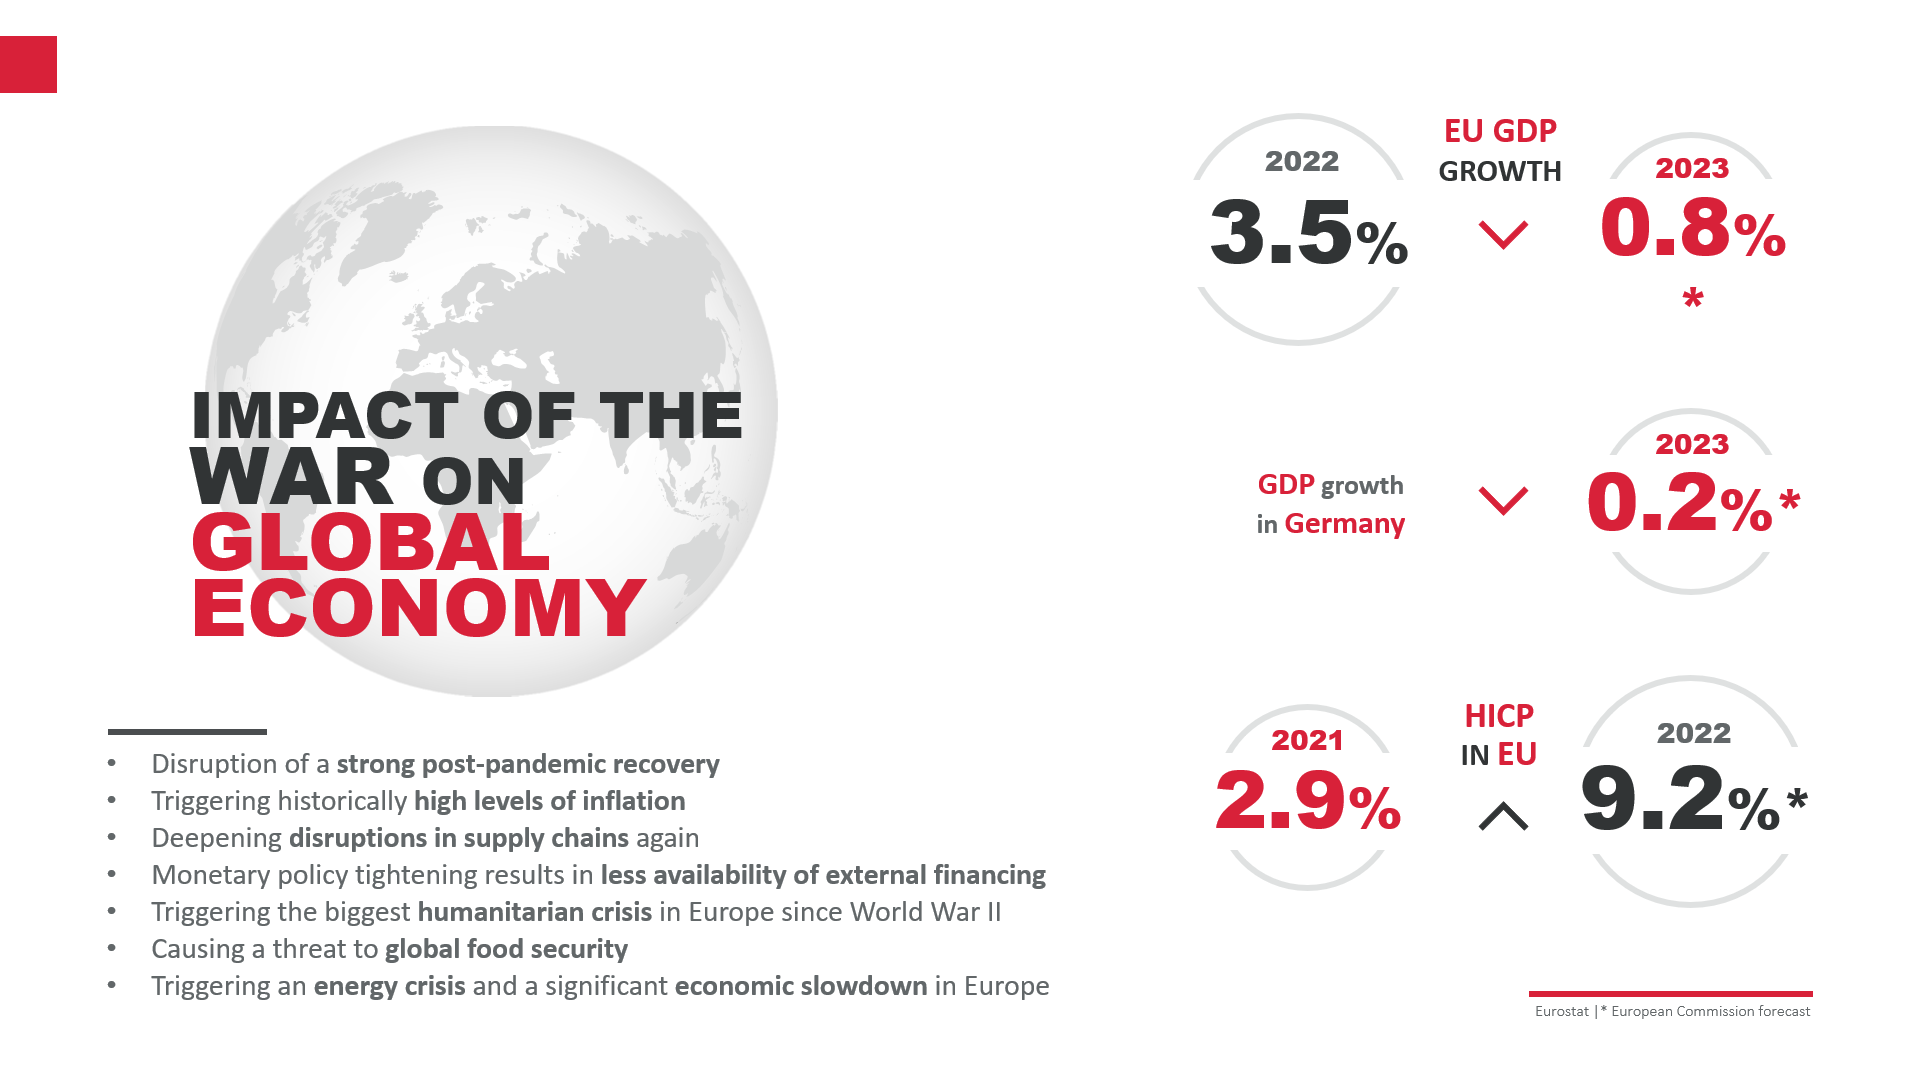 IMPACT OF THE
WAR ON
GLOBAL
ECONOMY
• Disruption of a strong post-pandemic recovery
• Triggering historically high levels of inflation
• Deepening disruptions in supply chains again
• Monetary policy tightening results in less availability of external financing
• Triggering the biggest humanitarian crisis in Europe since World War II
• Causing a threat to global food security
• Triggering an energy crisis and a significant economic slowdown in Europe
2022
3.5%
EU GDP
GROWTH
2023
0.8%
*
GDP growth
in Germany
2023
0.2%*
2021
2.9%
HICP
IN EU
2022
9.2%*
Eurostat |* European Commission forecast